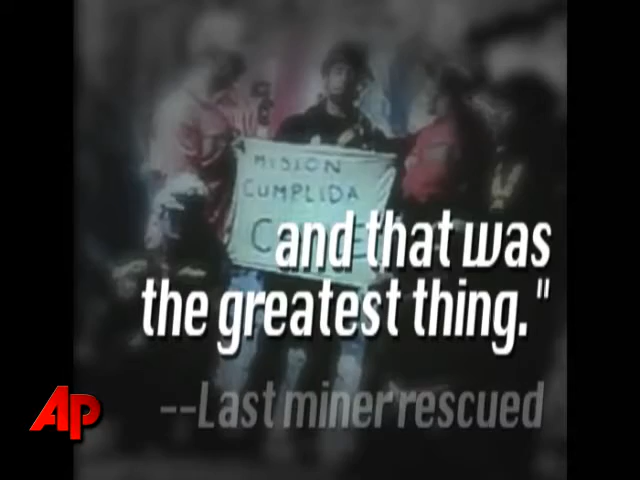 MISION
CUMPLIDA
C
and that was
the greatest thing."
--Last miner rescued
AP